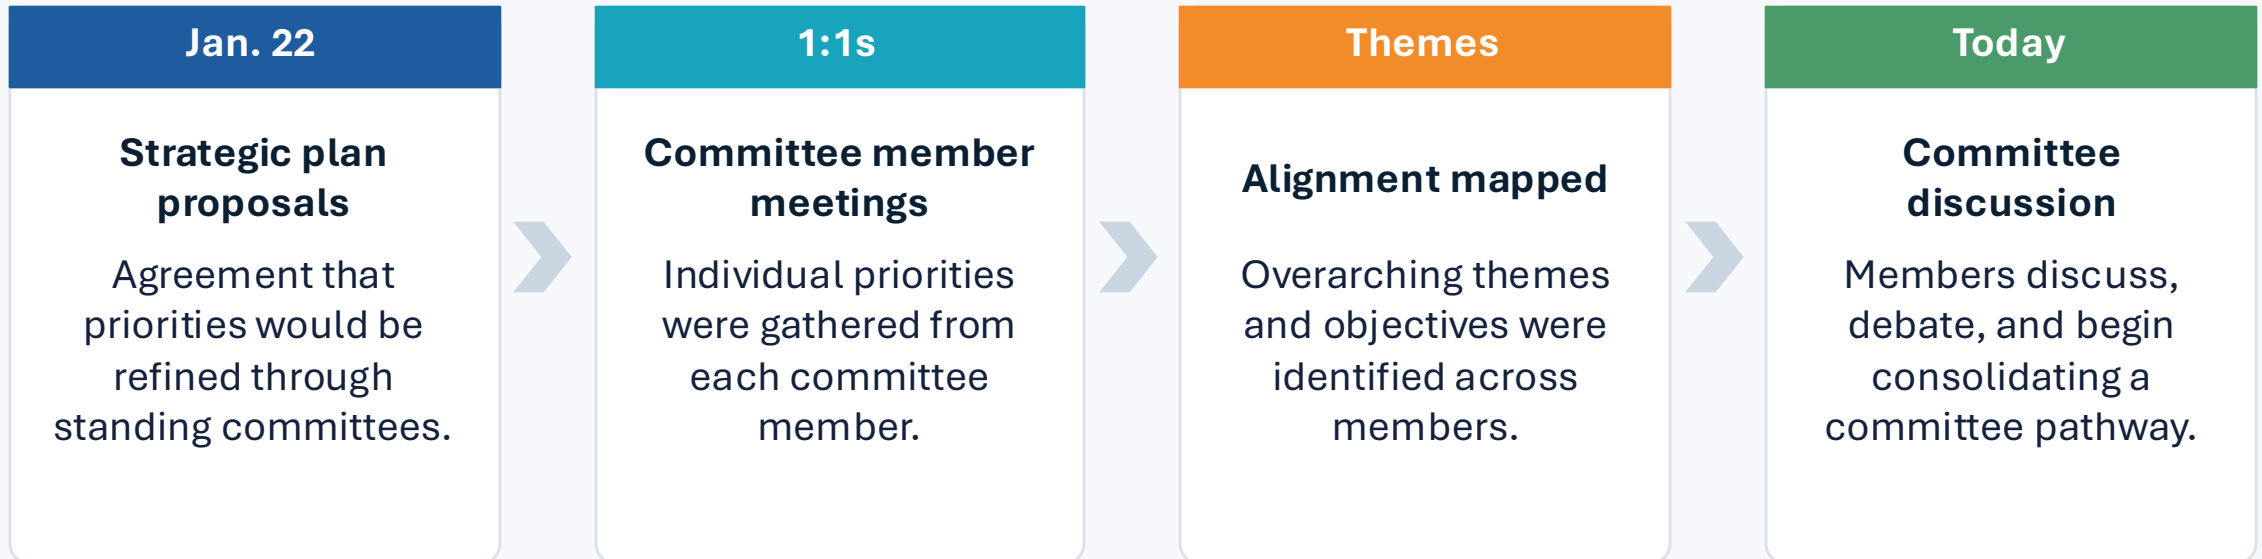 Jan. 22
Strategic plan
proposals
Agreement that
priorities would be
refined through
standing committees.
1:1s
Committee member
meetings
Individual priorities
were gathered from
each committee
member.
Themes
Alignment mapped
Overarching themes
and objectives were
identified across
members.
Today
Committee
discussion
Members discuss,
debate, and begin
consolidating a
committee pathway.